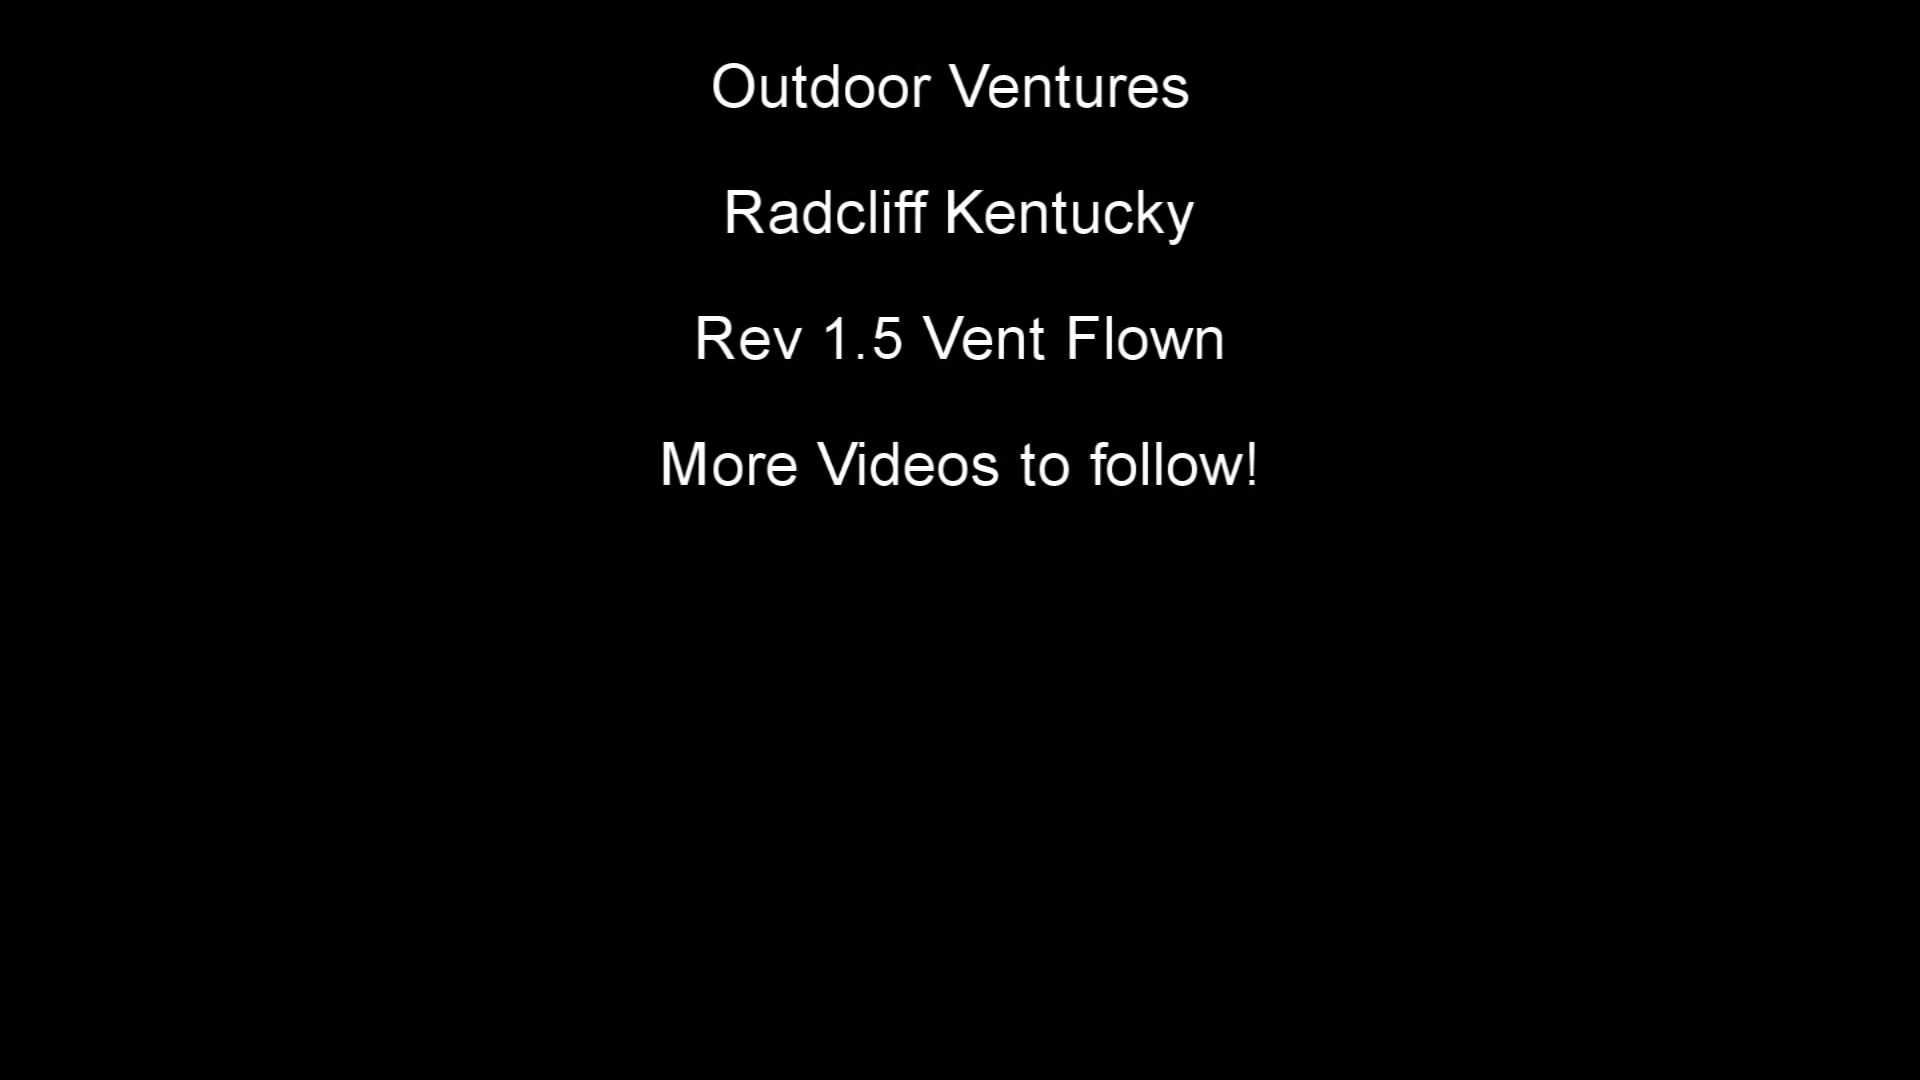 Outdoor Ventures
Radcliff Kentucky
Rev 1.5 Vent Flown
More Videos to follow!